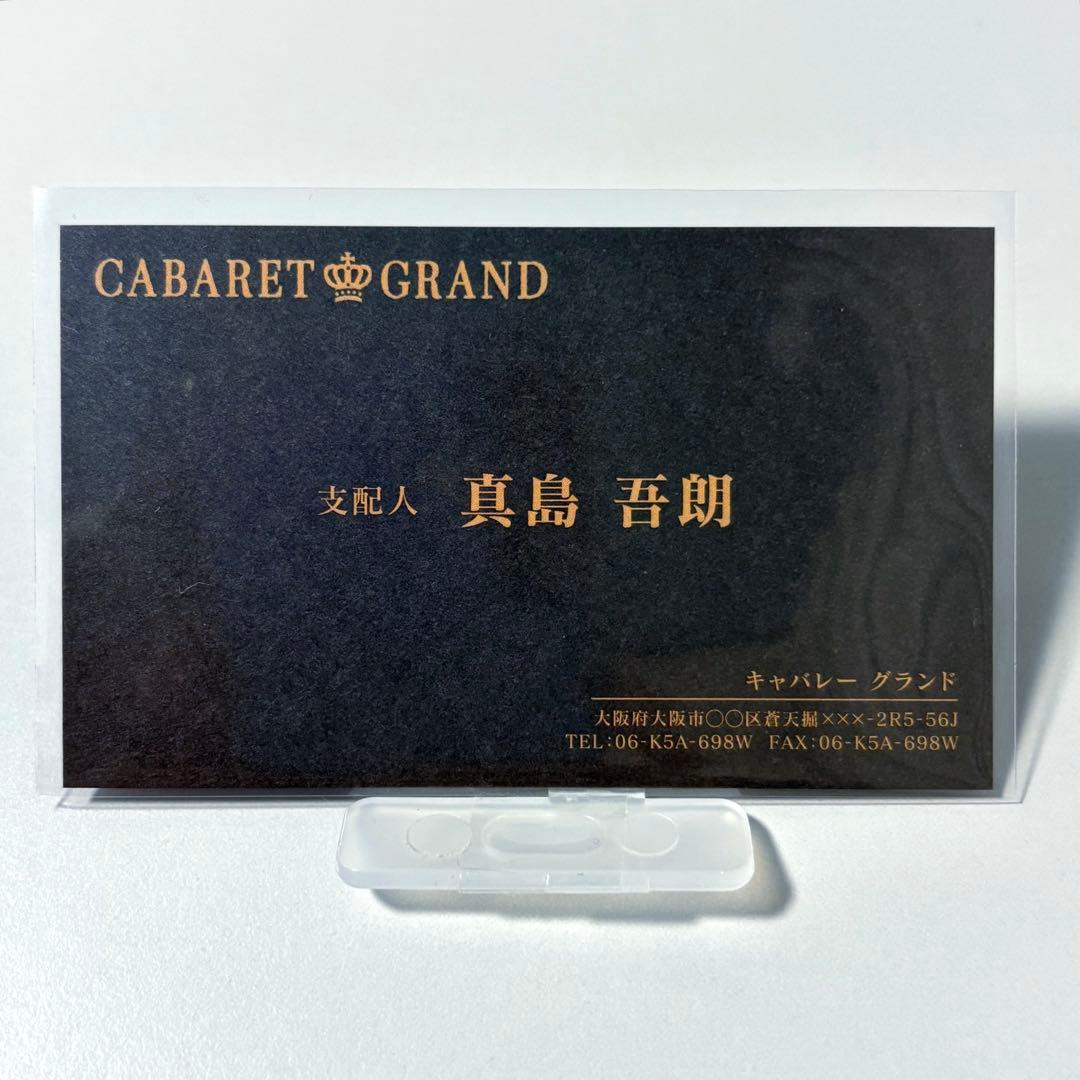 CABARET GRAND
支配人 真島 吾朗
キャバレー グランド
大阪府大阪市〇〇区蒼天掘×××-2R5-56J
TEL:06-K5A-698W FAX:06-K5A-698W